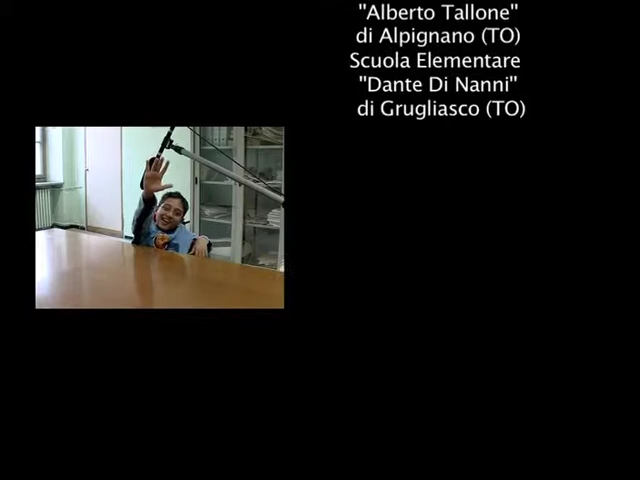 "Alberto Tallone"
di Alpignano (TO)
Scuola Elementare
"Dante Di Nanni"
di Grugliasco (TO)